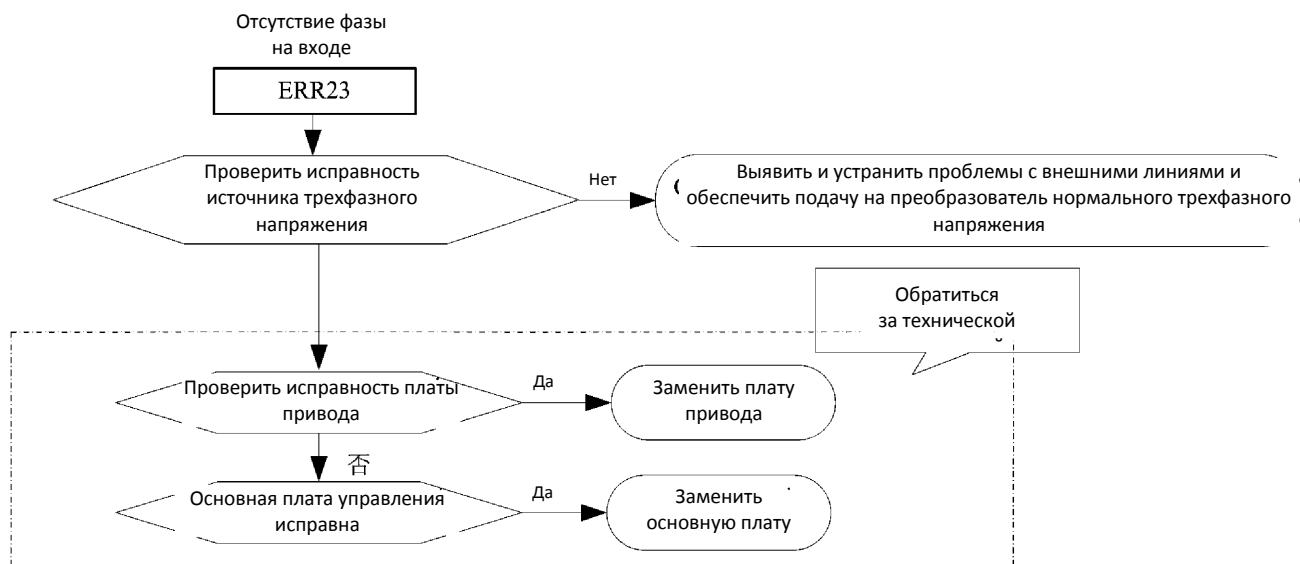 Отсутствие фазы
на входе
ERR23
Проверить исправность
источника трехфазного
напряжения
Нет
Выявить и устранить проблемы с внешними линиями и
обеспечить подачу на преобразователь нормального трехфазного
напряжения
Обратиться
за технической
Проверить исправность платы
привода
Да
Заменить плату
привода
否
Основная плата управления
исправна
Да
Заменить
основную плату